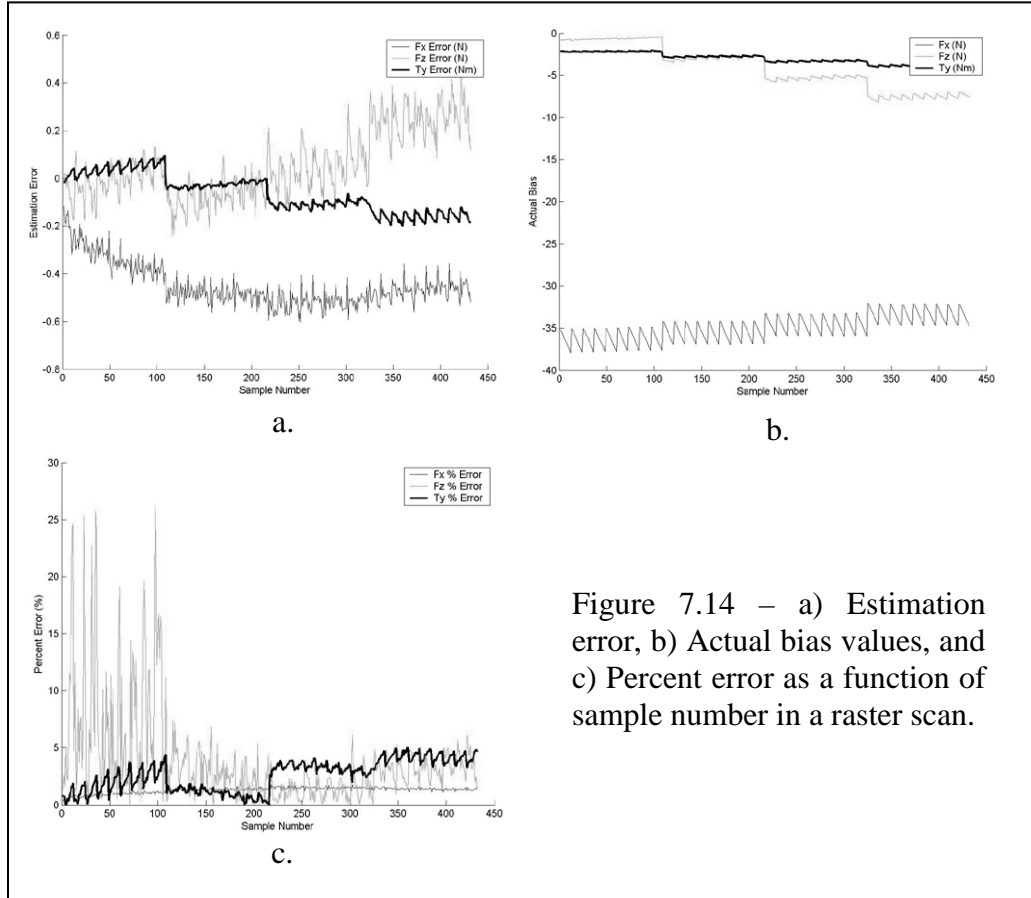 0.6
0.4
0.2
0
-0.2
-0.4
-0.6
-0.8
Estimation Error
Fx Error (N)
Fz Error (N)
Ty Error (Nm)
0 50 100 150 200 250 300 350 400 450
Sample Number
a.
0
-5
-10
-15
-20
-25
-30
-35
-40
Actual Bias
Fx (N)
Fz (N)
Ty (Nm)
0 50 100 150 200 250 300 350 400 450
Sample Number
b.
30
25
20
15
10
5
0
Percent Error (%)
Fx % Error
Fz % Error
Ty % Error
0 50 100 150 200 250 300 350 400 450
Sample Number
c.
Figure 7.14 – a) Estimation
error, b) Actual bias values, and
c) Percent error as a function of
sample number in a raster scan.